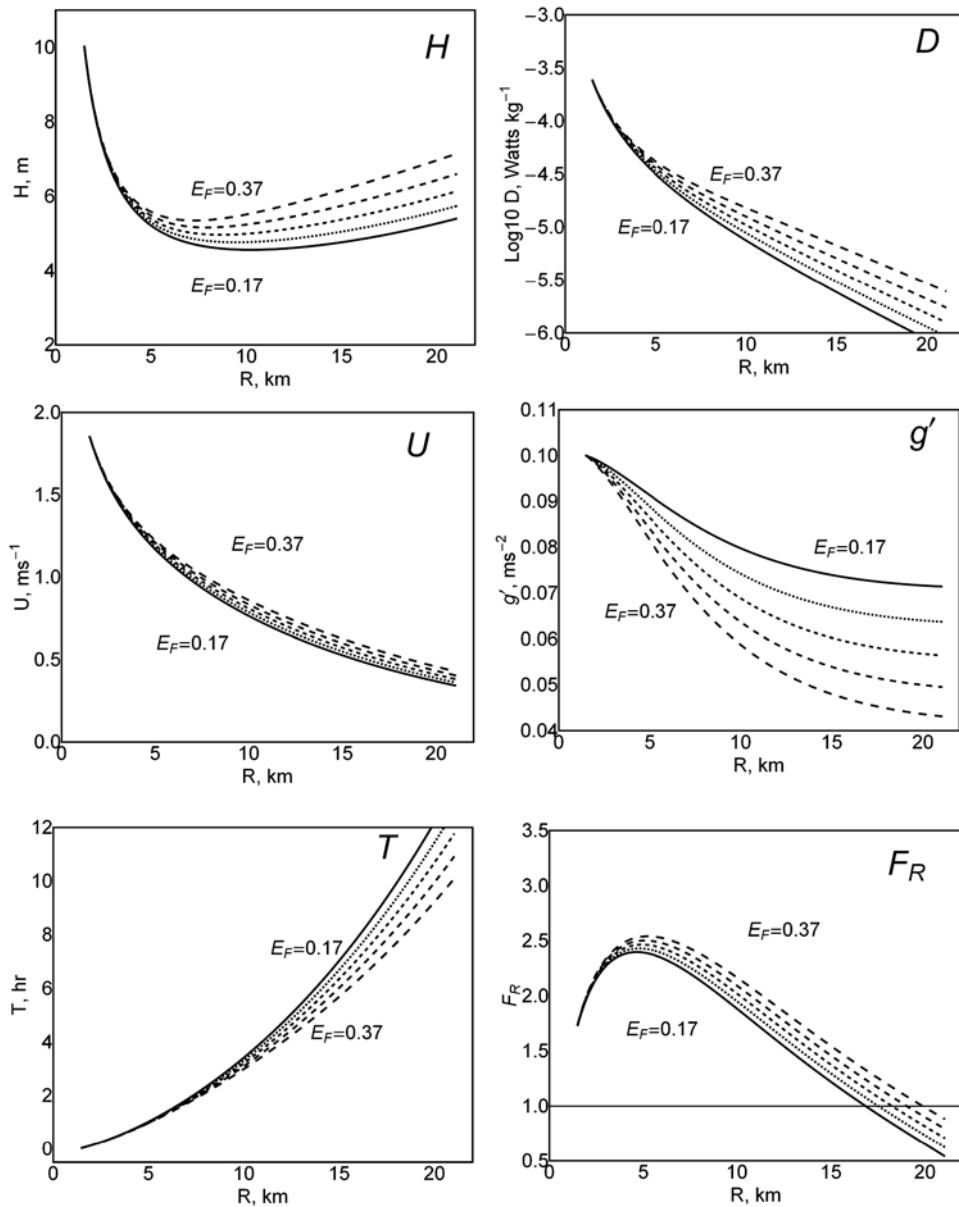 H
H, m
10
8
6
4
2
E_F=0.37
E_F=0.17
0
5
10
15
20
R, km
D
Log10 D, Watts kg⁻¹
−3.0
−3.5
−4.0
−4.5
−5.0
−5.5
−6.0
E_F=0.37
E_F=0.17
0
5
10
15
20
R, km
U
U, ms⁻¹
2.0
1.5
1.0
0.5
0.0
E_F=0.37
E_F=0.17
0
5
10
15
20
R, km
g′
g′, ms⁻²
0.11
0.10
0.09
0.08
0.07
0.06
0.05
0.04
E_F=0.17
E_F=0.37
0
5
10
15
20
R, km
T
T, hr
12
10
8
6
4
2
0
E_F=0.17
E_F=0.37
0
5
10
15
20
R, km
F_R
F_R
3.5
3.0
2.5
2.0
1.5
1.0
0.5
E_F=0.37
E_F=0.17
0
5
10
15
20
R, km